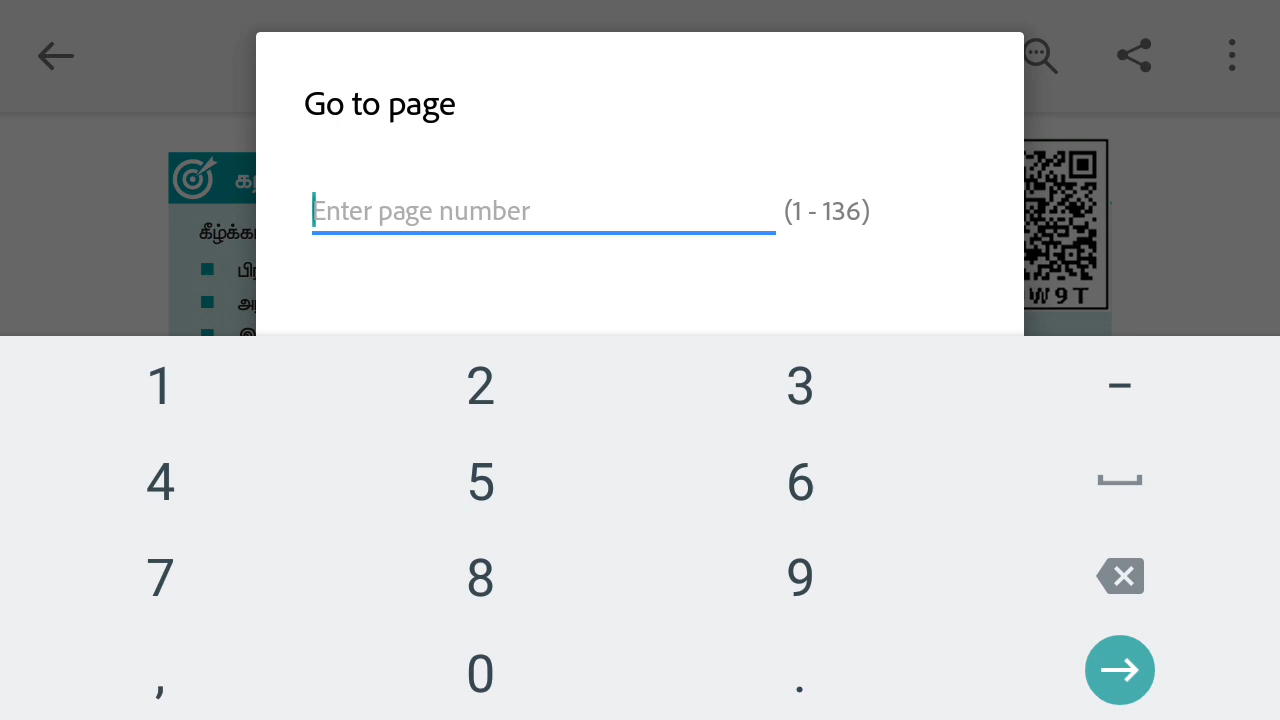 Go to page
Enter page number (1 - 136)
W9T
1 2 3 –
4 5 6
7 8 9
, 0 .